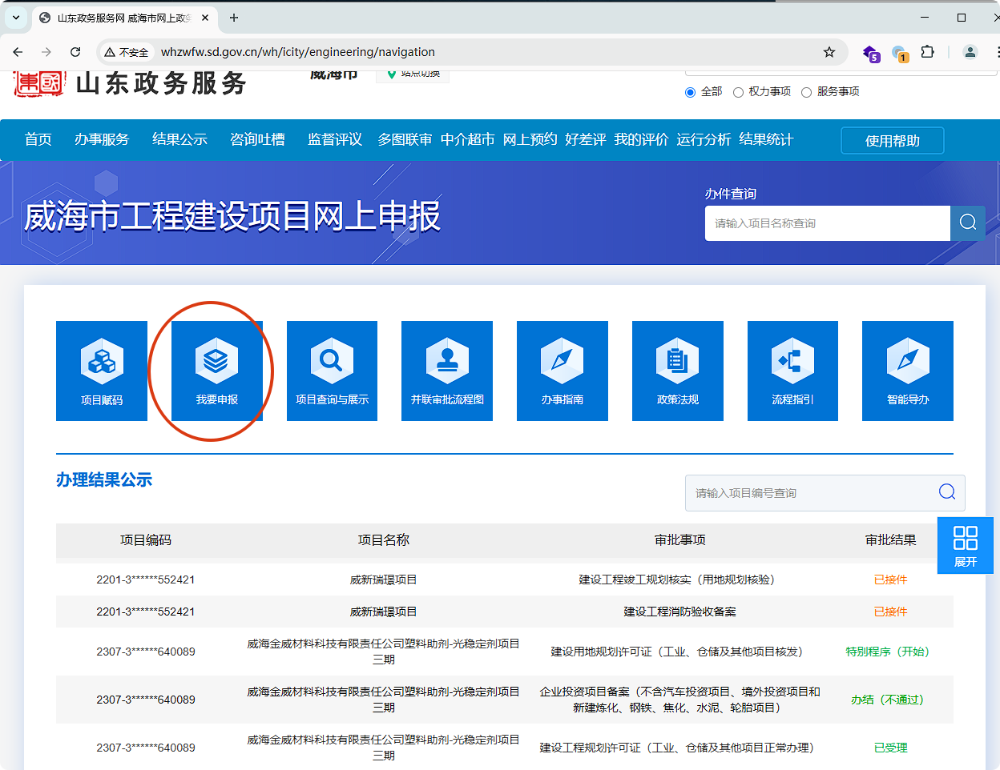 山东政务服务网 威海市网上政务
不安全
whzwfw.sd.gov.cn/wh/icity/engineering/navigation
5
1
山东政务服务
威海市
站点切换
全部
权力事项
服务事项
首页
办事服务
结果公示
咨询吐槽
监督评议
多图联审
中介超市
网上预约
好差评
我的评价
运行分析
结果统计
使用帮助
威海市工程建设项目网上申报
办件查询
请输入项目名称查询
项目赋码
我要申报
项目查询与展示
并联审批流程图
办事指南
政策法规
流程指引
智能导办
办理结果公示
请输入项目编号查询
展开
项目编码 项目名称 审批事项 审批结果
2201-3******552421 威新瑞璟项目 建设工程竣工规划核实（用地规划核验） 已接件
2201-3******552421 威新瑞璟项目 建设工程消防验收备案 已接件
2307-3******640089 威海金威材料科技有限责任公司塑料助剂-光稳定剂项目
三期 建设用地规划许可证（工业、仓储及其他项目核发） 特别程序（开始）
2307-3******640089 威海金威材料科技有限责任公司塑料助剂-光稳定剂项目
三期 企业投资项目备案（不含汽车投资项目、境外投资项目和
新建炼化、钢铁、焦化、水泥、轮胎项目） 办结（不通过）
2307-3******640089 威海金威材料科技有限责任公司塑料助剂-光稳定剂项目
三期 建设工程规划许可证（工业、仓储及其他项目正常办理） 已受理